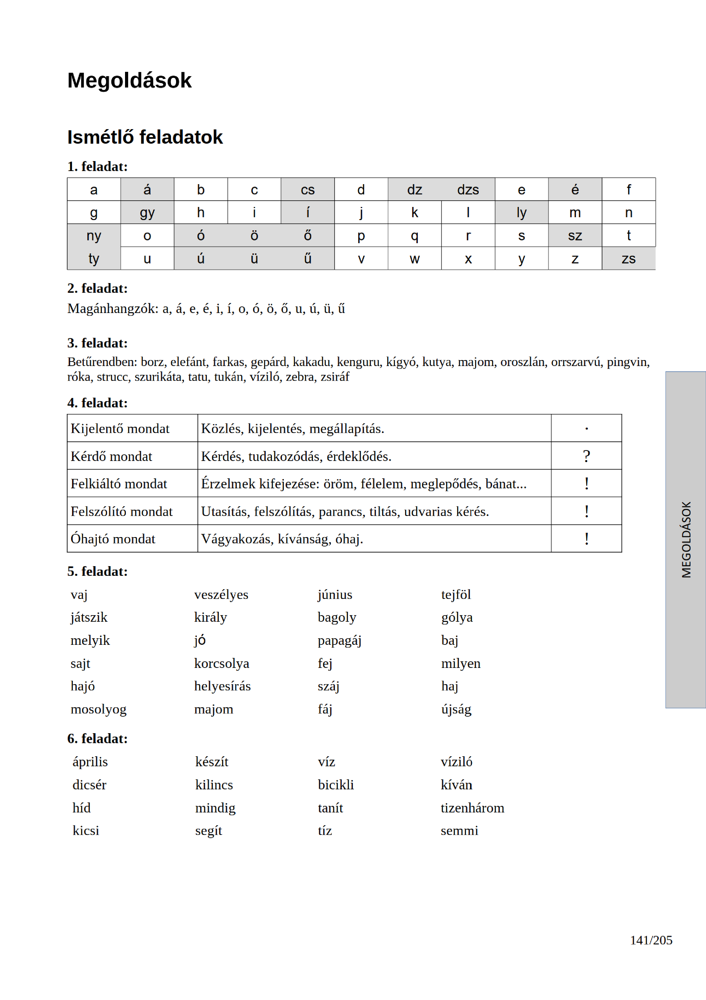 Megoldások
Ismétlő feladatok
1. feladat:
a á b c cs d dz dzs e é f
g gy h i í j k l ly m n
ny o ó ö ő p q r s sz t
ty u ú ü ű v w x y z zs
2. feladat:
Magánhangzók: a, á, e, é, i, í, o, ó, ö, ő, u, ú, ü, ű
3. feladat:
Betűrendben: borz, elefánt, farkas, gepárd, kakadu, kenguru, kígyó, kutya, majom, oroszlán, orrszarvú, pingvin,
róka, strucc, szurikáta, tatu, tukán, víziló, zebra, zsiráf
4. feladat:
Kijelentő mondat Közlés, kijelentés, megállapítás. .
Kérdő mondat Kérdés, tudakozódás, érdeklődés. ?
Felkiáltó mondat Érzelmek kifejezése: öröm, félelem, meglepődés, bánat... !
Felszólító mondat Utasítás, felszólítás, parancs, tiltás, udvarias kérés. !
Óhajtó mondat Vágyakozás, kívánság, óhaj. !
5. feladat:
vaj veszélyes június tejföl
játszik király bagoly gólya
melyik jó papagáj baj
sajt korcsolya fej milyen
hajó helyesírás száj haj
mosolyog majom fáj újság
6. feladat:
április készít víz víziló
dicsér kilincs bicikli kíván
híd mindig tanít tizenhárom
kicsi segít tíz semmi
MEGOLDÁSOK
141/205